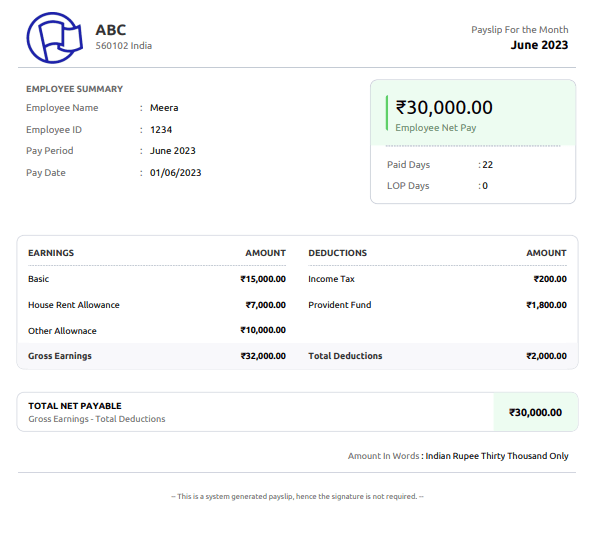 ABC
560102 India
Payslip For the Month
June 2023
EMPLOYEE SUMMARY
Employee Name : Meera
Employee ID : 1234
Pay Period : June 2023
Pay Date : 01/06/2023
₹30,000.00
Employee Net Pay
Paid Days : 22
LOP Days : 0
EARNINGS AMOUNT DEDUCTIONS AMOUNT
Basic ₹15,000.00 Income Tax ₹200.00
House Rent Allowance ₹7,000.00 Provident Fund ₹1,800.00
Other Allownace ₹10,000.00
Gross Earnings ₹32,000.00 Total Deductions ₹2,000.00
TOTAL NET PAYABLE
Gross Earnings - Total Deductions
₹30,000.00
Amount In Words : Indian Rupee Thirty Thousand Only
-- This is a system generated payslip, hence the signature is not required. --